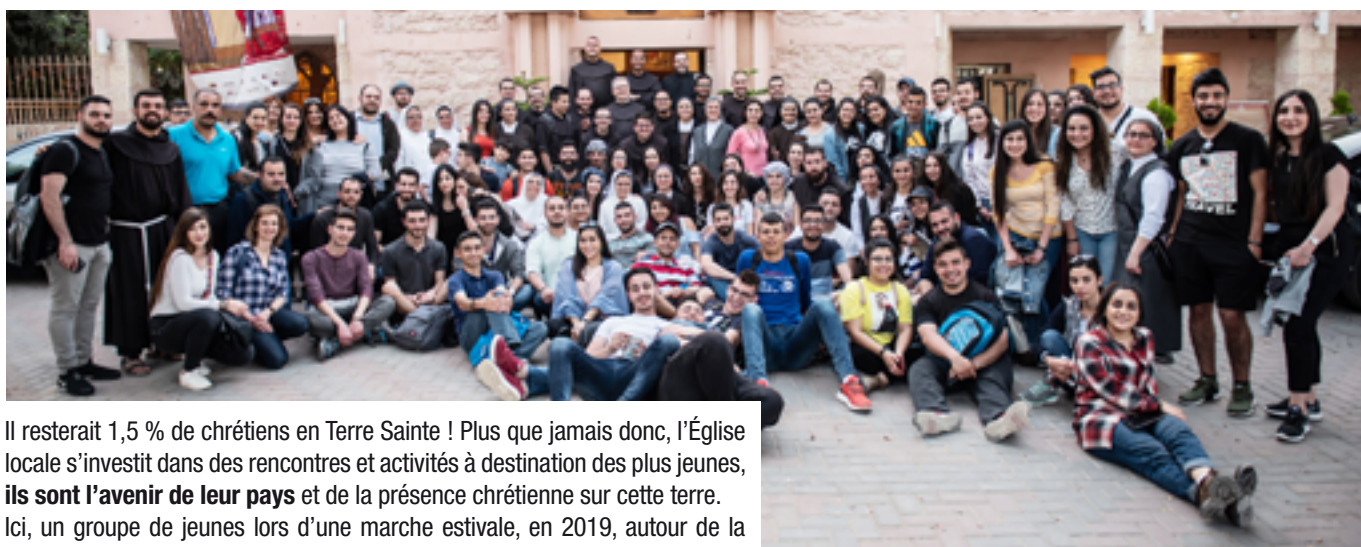 Il resterait 1,5 % de chrétiens en Terre Sainte ! Plus que jamais donc, l’Église
locale s’investit dans des rencontres et activités à destination des plus jeunes,
ils sont l’avenir de leur pays et de la présence chrétienne sur cette terre.
Ici, un groupe de jeunes lors d’une marche estivale, en 2019, autour de la